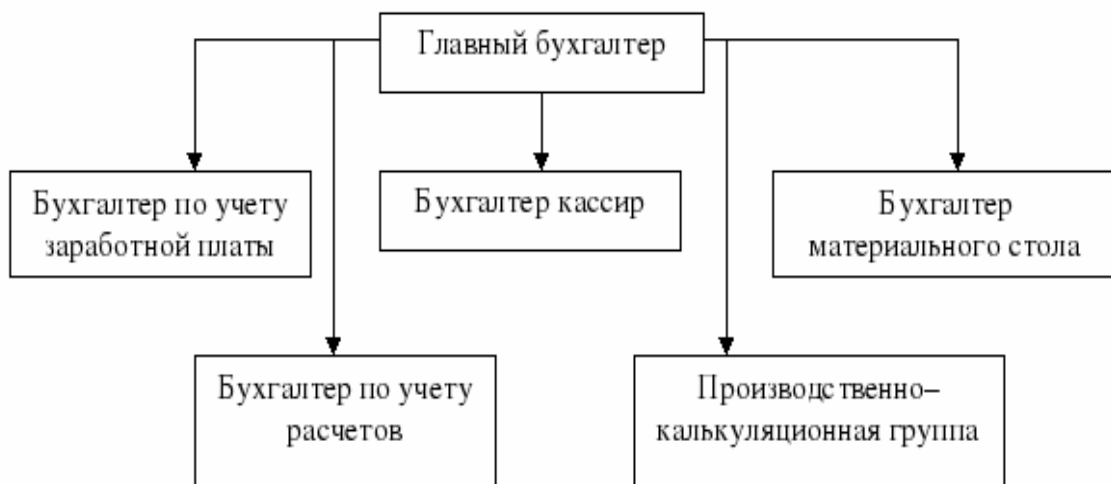 Главный бухгалтер
Бухгалтер по учету
заработной платы
Бухгалтер кассир
Бухгалтер
материального стола
Бухгалтер по учету
расчетов
Производственно–
калькуляционная группа